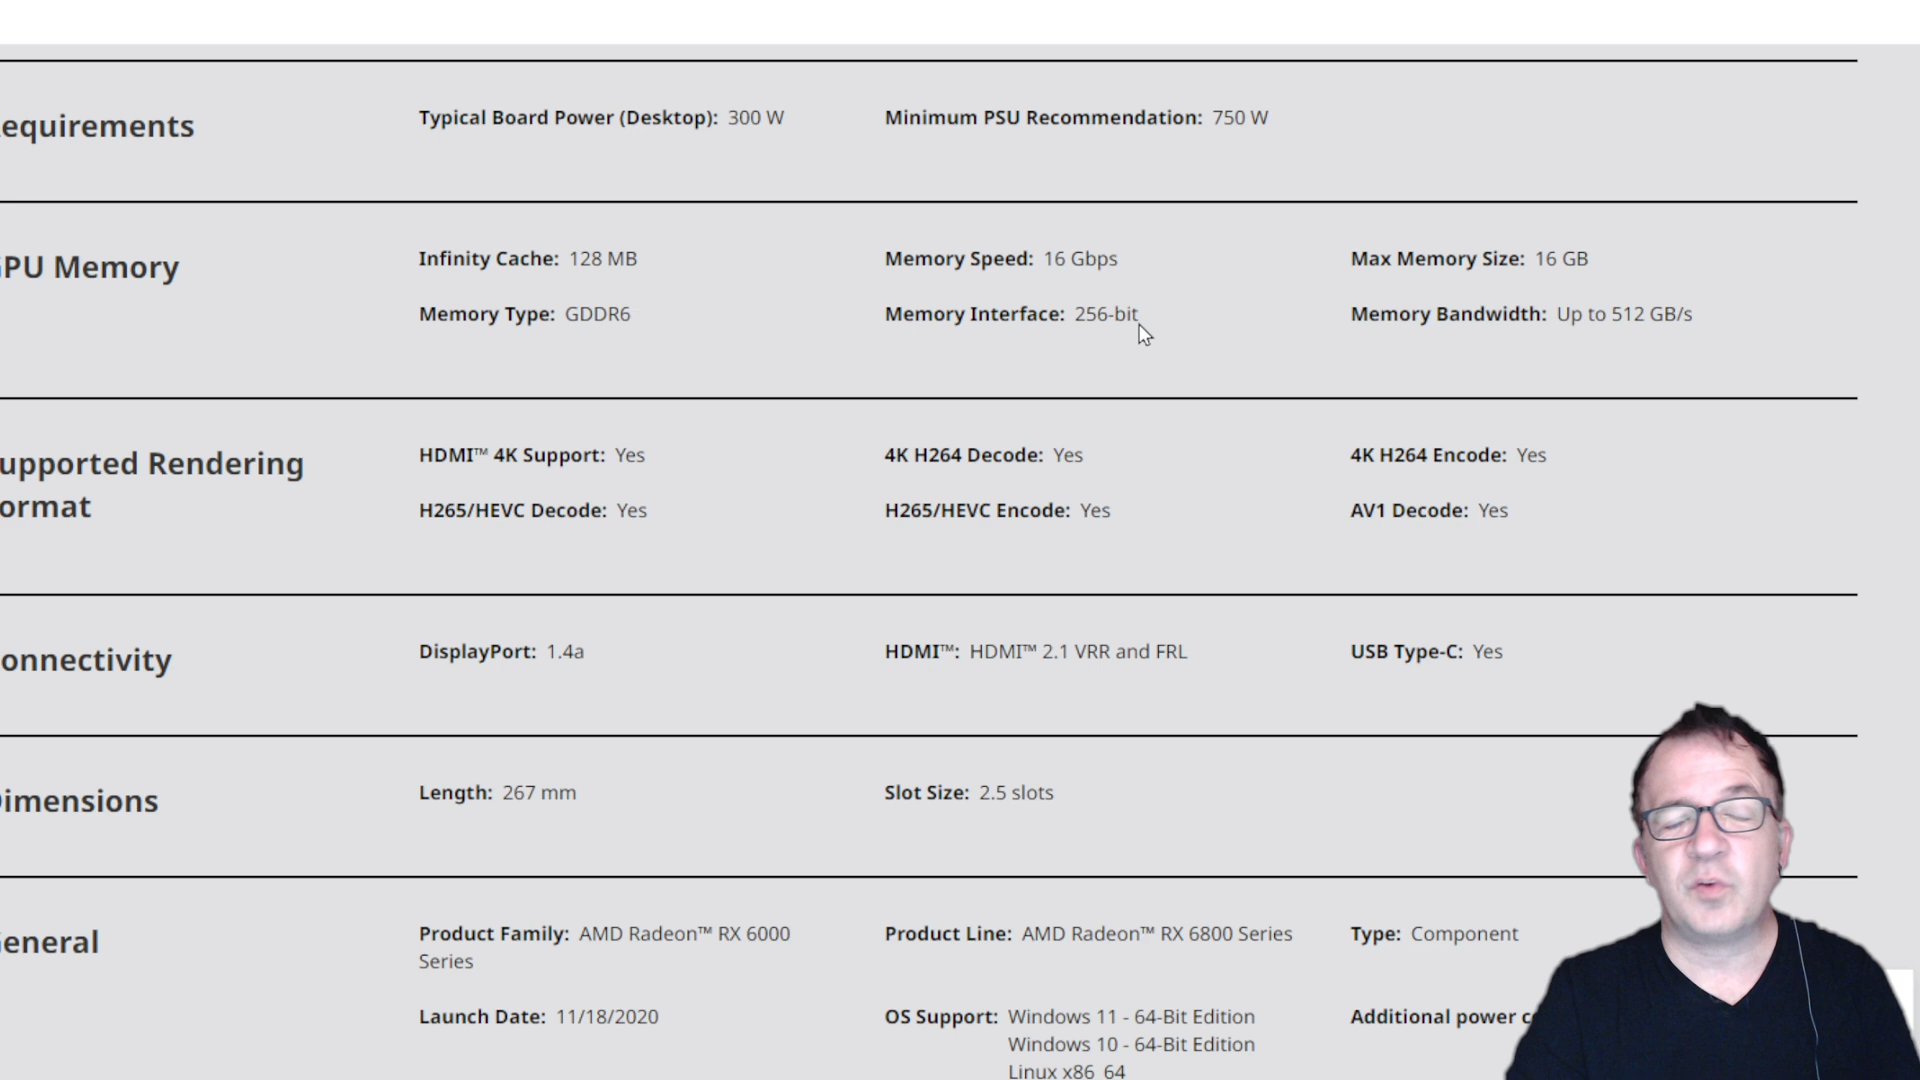 equirements
Typical Board Power (Desktop): 300 W
Minimum PSU Recommendation: 750 W
PU Memory
Infinity Cache: 128 MB
Memory Speed: 16 Gbps
Max Memory Size: 16 GB
Memory Type: GDDR6
Memory Interface: 256-bit
Memory Bandwidth: Up to 512 GB/s
upported Rendering
ormat
HDMI™ 4K Support: Yes
4K H264 Decode: Yes
4K H264 Encode: Yes
H265/HEVC Decode: Yes
H265/HEVC Encode: Yes
AV1 Decode: Yes
onnectivity
DisplayPort: 1.4a
HDMI™: HDMI™ 2.1 VRR and FRL
USB Type-C: Yes
Dimensions
Length: 267 mm
Slot Size: 2.5 slots
General
Product Family: AMD Radeon™ RX 6000
Series
Product Line: AMD Radeon™ RX 6800 Series
Type: Component
Launch Date: 11/18/2020
OS Support: Windows 11 - 64-Bit Edition
Windows 10 - 64-Bit Edition
Linux x86_64
Additional power